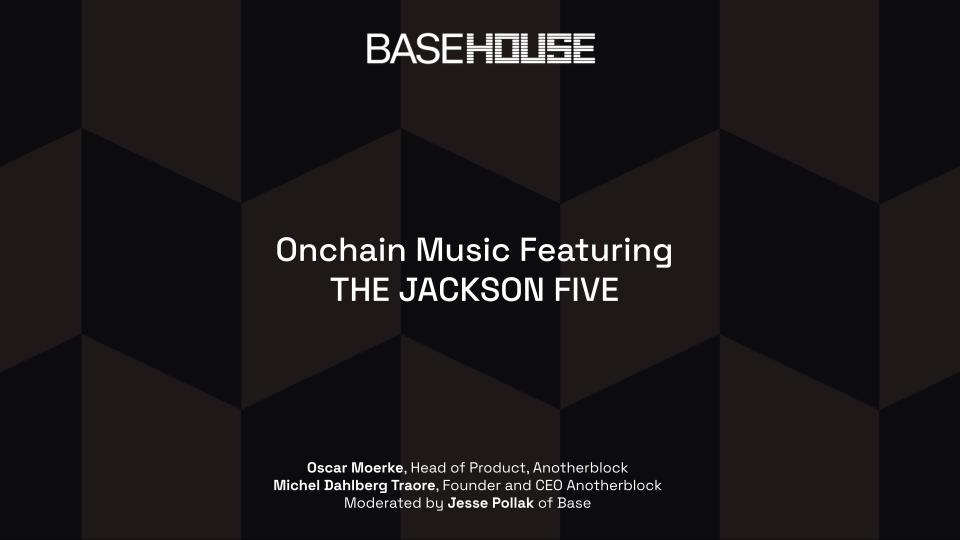 BASEHOUSE
Onchain Music Featuring
THE JACKSON FIVE
Oscar Moerke, Head of Product, Anotherblock
Michel Dahlberg Traore, Founder and CEO Anotherblock
Moderated by Jesse Pollak of Base